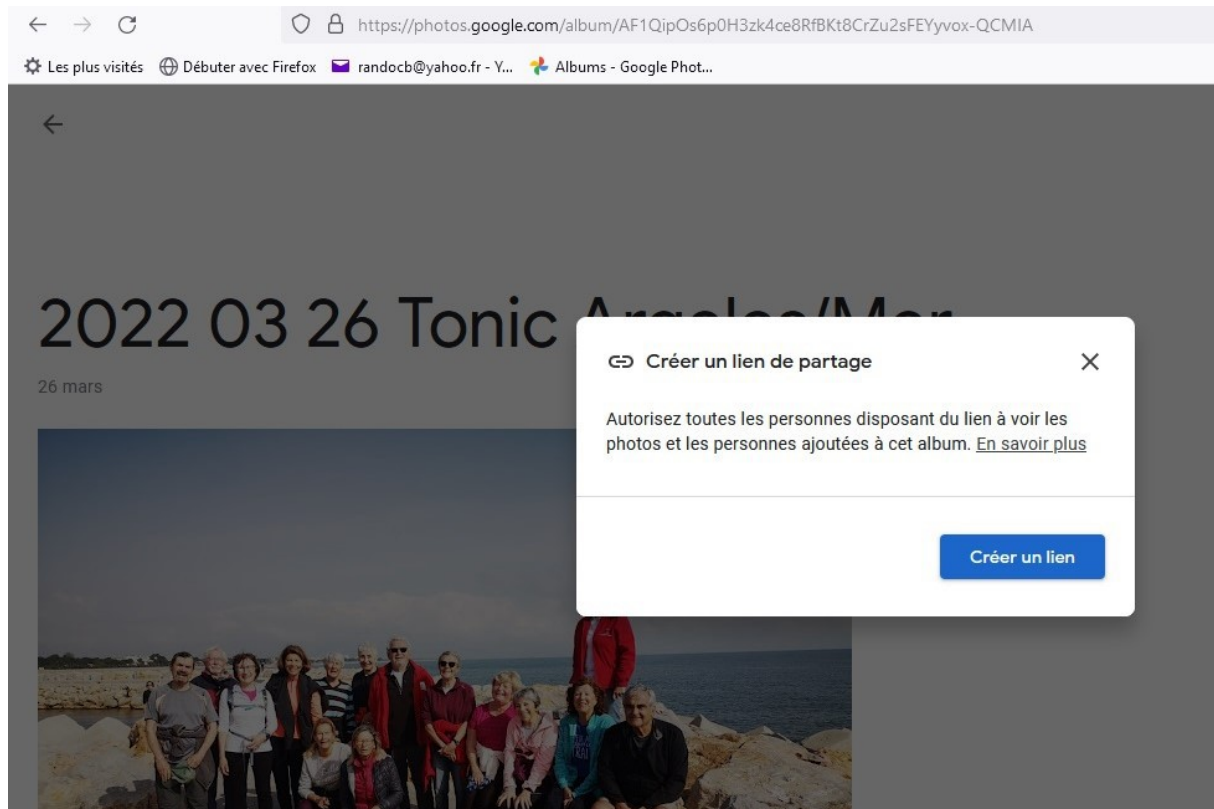 https://photos.google.com/album/AF1QipOs6p0H3zk4ce8RfBKt8CrZu2sFEYyvox-QCMIA
Les plus visités Débuter avec Firefox randocb@yahoo.fr - Y... Albums - Google Phot...
2022 03 26 Tonic Argeles/Mer
26 mars
Créer un lien de partage
Autorisez toutes les personnes disposant du lien à voir les
photos et les personnes ajoutées à cet album. En savoir plus
Créer un lien